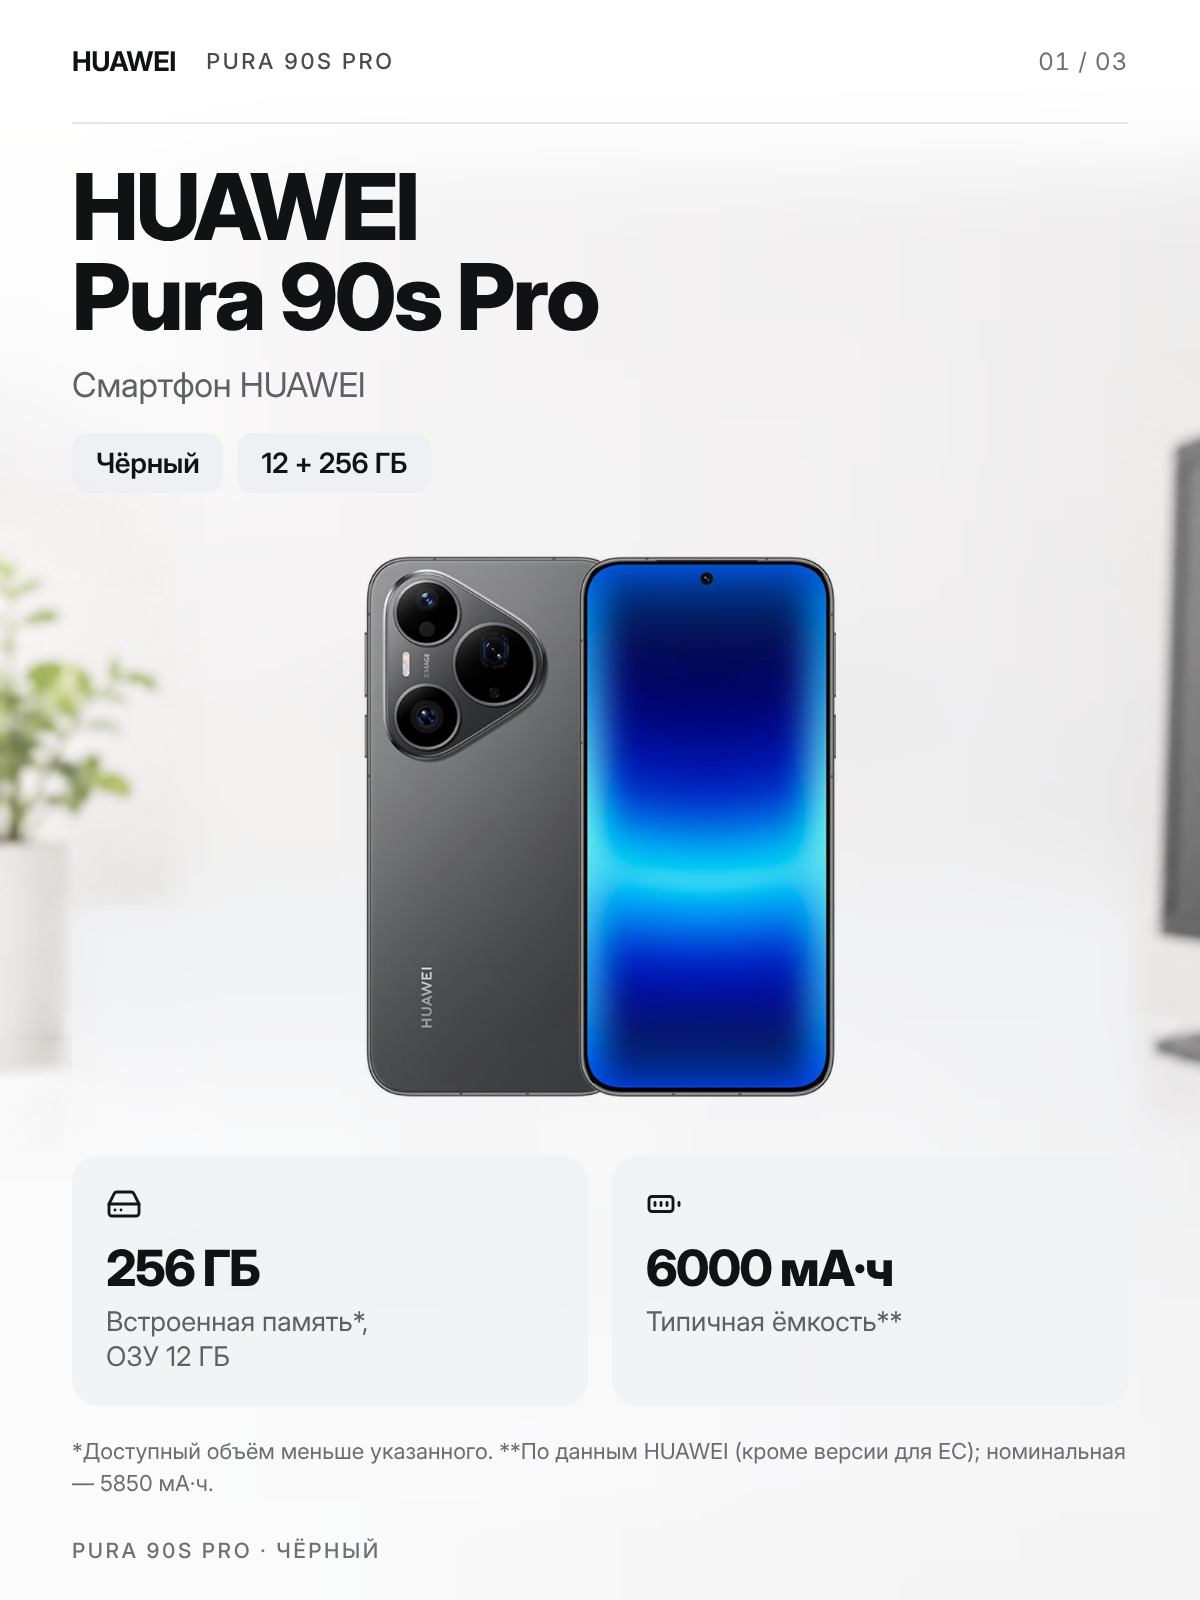 HUAWEI PURA 90S PRO 01 / 03
HUAWEI
Pura 90s Pro
Смартфон HUAWEI
Чёрный 12 + 256 ГБ
XMAGE
HUAWEI
256 ГБ
Встроенная память*,
ОЗУ 12 ГБ
6000 мА·ч
Типичная ёмкость**
*Доступный объём меньше указанного. **По данным HUAWEI (кроме версии для ЕС); номинальная
— 5850 мА·ч.
PURA 90S PRO · ЧЁРНЫЙ